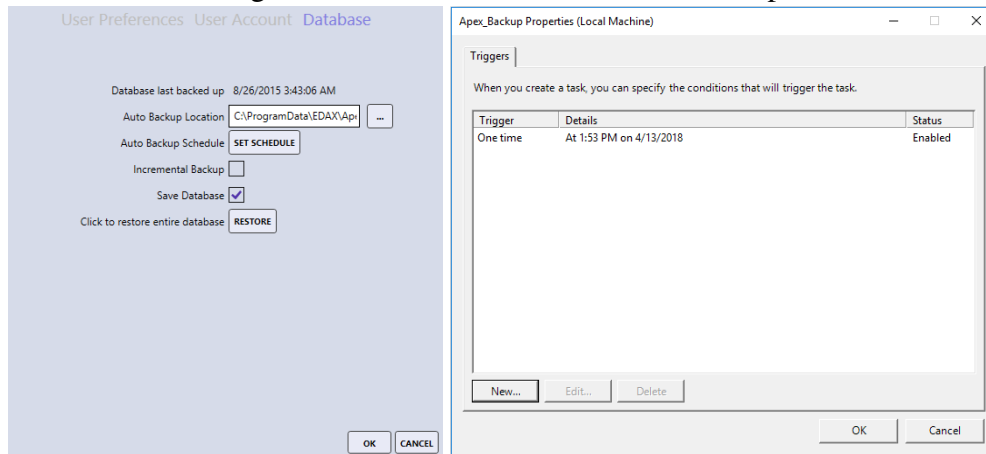 User Preferences User Account Database
Database last backed up 8/26/2015 3:43:06 AM
Auto Backup Location C:\ProgramData\EDAX\Ape ...
Auto Backup Schedule SET SCHEDULE
Incremental Backup
Save Database
Click to restore entire database RESTORE
OK CANCEL
Apex_Backup Properties (Local Machine)
Triggers
When you create a task, you can specify the conditions that will trigger the task.
Trigger Details Status
One time At 1:53 PM on 4/13/2018 Enabled
New... Edit... Delete
OK Cancel